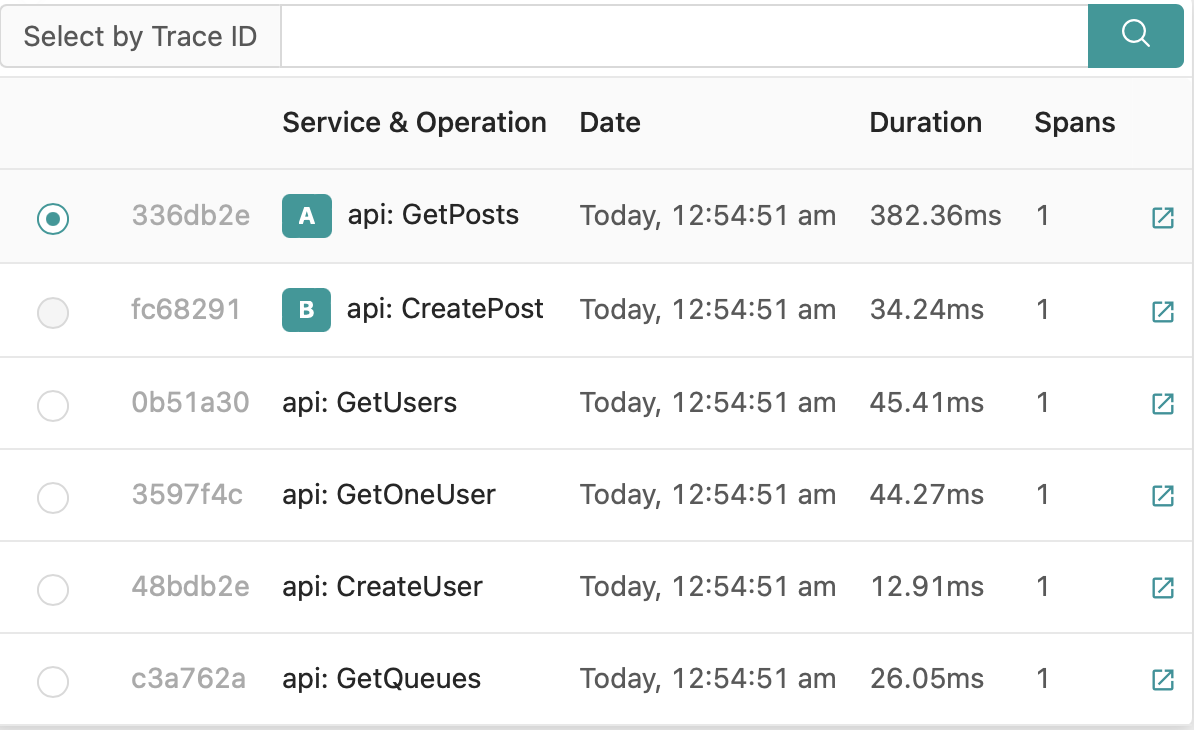 Select by Trace ID
Service & Operation Date Duration Spans
336db2e A api: GetPosts Today, 12:54:51 am 382.36ms 1
fc68291 B api: CreatePost Today, 12:54:51 am 34.24ms 1
0b51a30 api: GetUsers Today, 12:54:51 am 45.41ms 1
3597f4c api: GetOneUser Today, 12:54:51 am 44.27ms 1
48bdb2e api: CreateUser Today, 12:54:51 am 12.91ms 1
c3a762a api: GetQueues Today, 12:54:51 am 26.05ms 1